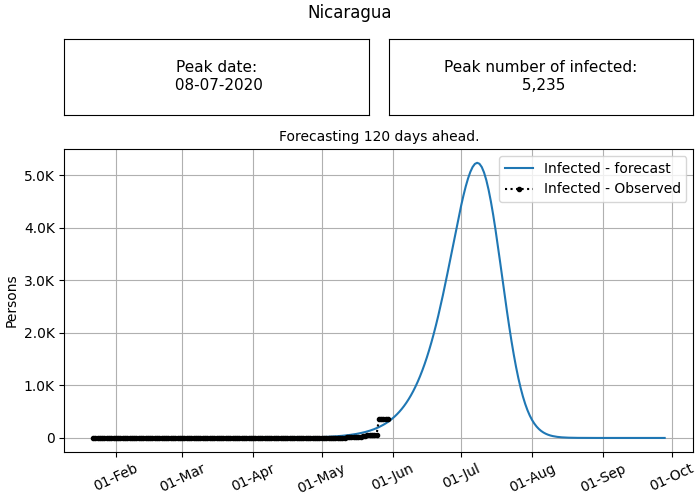 Nicaragua
Peak date:
08-07-2020
Peak number of infected:
5,235
Forecasting 120 days ahead.
Infected - forecast
Infected - Observed
5.0K
4.0K
3.0K
2.0K
1.0K
0
Persons
01-Feb
01-Mar
01-Apr
01-May
01-Jun
01-Jul
01-Aug
01-Sep
01-Oct